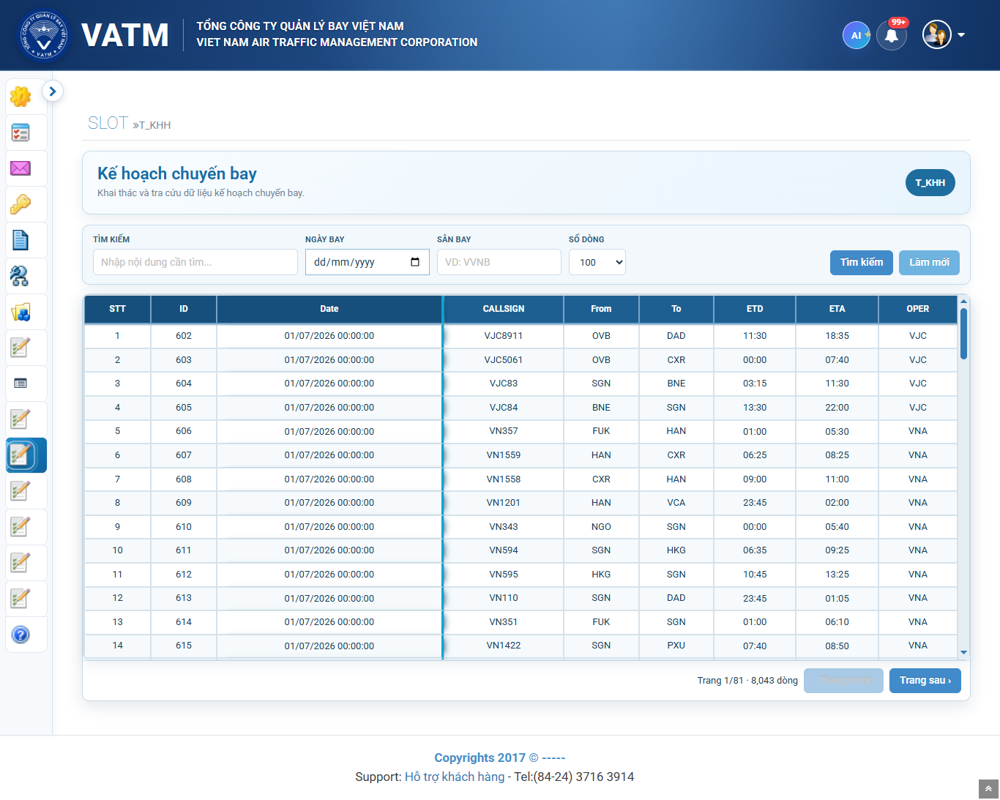 VATM
TỔNG CÔNG TY QUẢN LÝ BAY VIỆT NAM
VIET NAM AIR TRAFFIC MANAGEMENT CORPORATION
AI
99+
SLOT »T_KHH
Kế hoạch chuyến bay
Khai thác và tra cứu dữ liệu kế hoạch chuyến bay.
T_KHH
TÌM KIẾM NGÀY BAY SÂN BAY SỐ DÒNG
Nhập nội dung cần tìm... dd/mm/yyyy VD: VVNB 100 Tìm kiếm Làm mới
STT ID Date CALLSIGN From To ETD ETA OPER
1 602 01/07/2026 00:00:00 VJC8911 OVB DAD 11:30 18:35 VJC
2 603 01/07/2026 00:00:00 VJC5061 OVB CXR 00:00 07:40 VJC
3 604 01/07/2026 00:00:00 VJC83 SGN BNE 03:15 11:30 VJC
4 605 01/07/2026 00:00:00 VJC84 BNE SGN 13:30 22:00 VJC
5 606 01/07/2026 00:00:00 VN357 FUK HAN 01:00 05:30 VNA
6 607 01/07/2026 00:00:00 VN1559 HAN CXR 06:25 08:25 VNA
7 608 01/07/2026 00:00:00 VN1558 CXR HAN 09:00 11:00 VNA
8 609 01/07/2026 00:00:00 VN1201 HAN VCA 23:45 02:00 VNA
9 610 01/07/2026 00:00:00 VN343 NGO SGN 00:00 05:40 VNA
10 611 01/07/2026 00:00:00 VN594 SGN HKG 06:35 09:25 VNA
11 612 01/07/2026 00:00:00 VN595 HKG SGN 10:45 13:25 VNA
12 613 01/07/2026 00:00:00 VN110 SGN DAD 23:45 01:05 VNA
13 614 01/07/2026 00:00:00 VN351 FUK SGN 01:00 06:10 VNA
14 615 01/07/2026 00:00:00 VN1422 SGN PXU 07:40 08:50 VNA
Trang 1/81 · 8,043 dòng Trang trước Trang sau ›
Copyrights 2017 © -----
Support: Hỗ trợ khách hàng - Tel:(84-24) 3716 3914